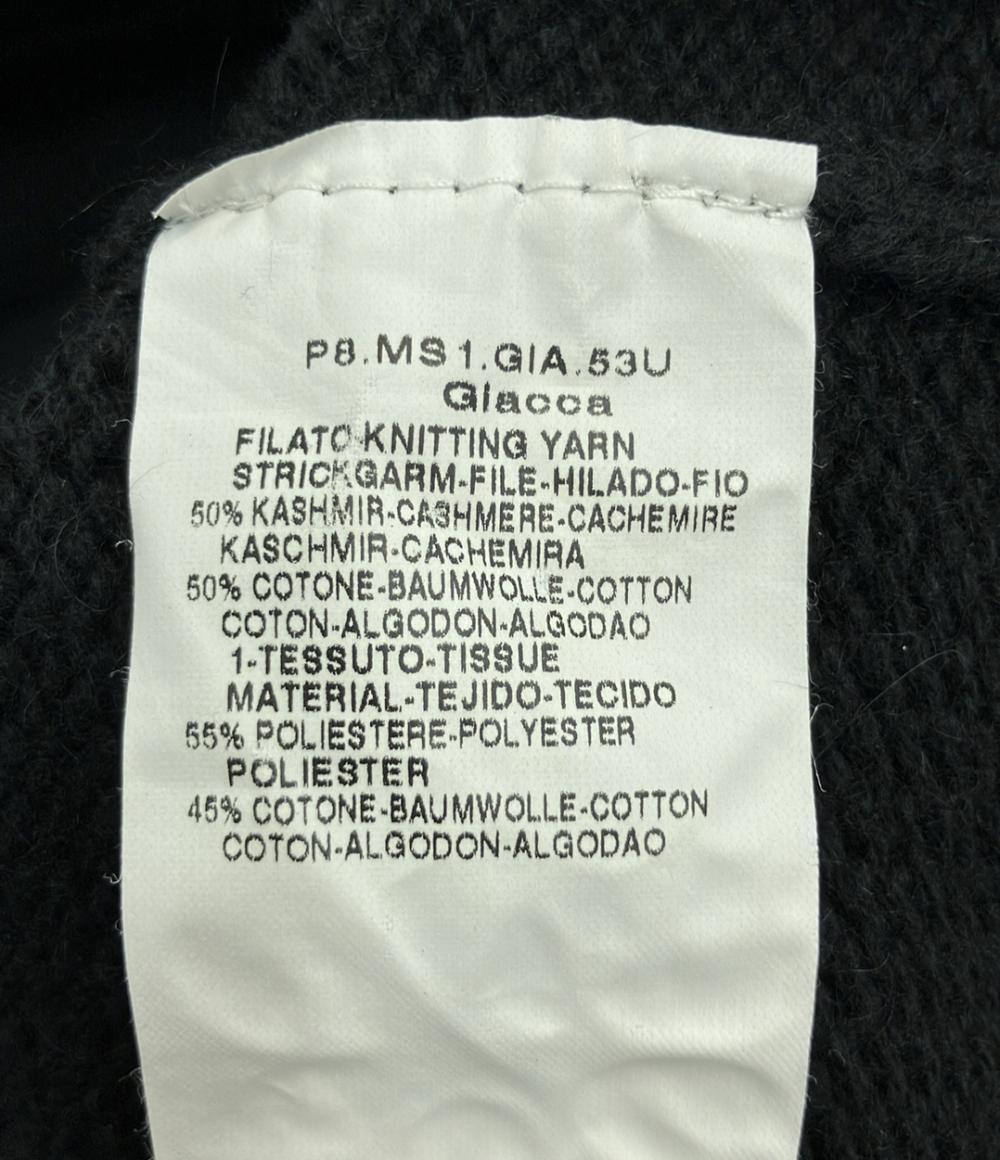 P8.MS1.GIA.53U
Giacca
FILATO KNITTING YARN
STRICKGARM-FILE-HILADO-FIO
50% KASHMIR-CASHMERE-CACHEMIRE
KASCHMIR-CACHEMIRA
50% COTONE-BAUMWOLLE-COTTON
COTON-ALGODON-ALGODAO
1-TESSUTO-TISSUE
MATERIAL-TEJIDO-TECIDO
55% POLIESTERE-POLYESTER
POLIESTER
45% COTONE-BAUMWOLLE-COTTON
COTON-ALGODON-ALGODAO